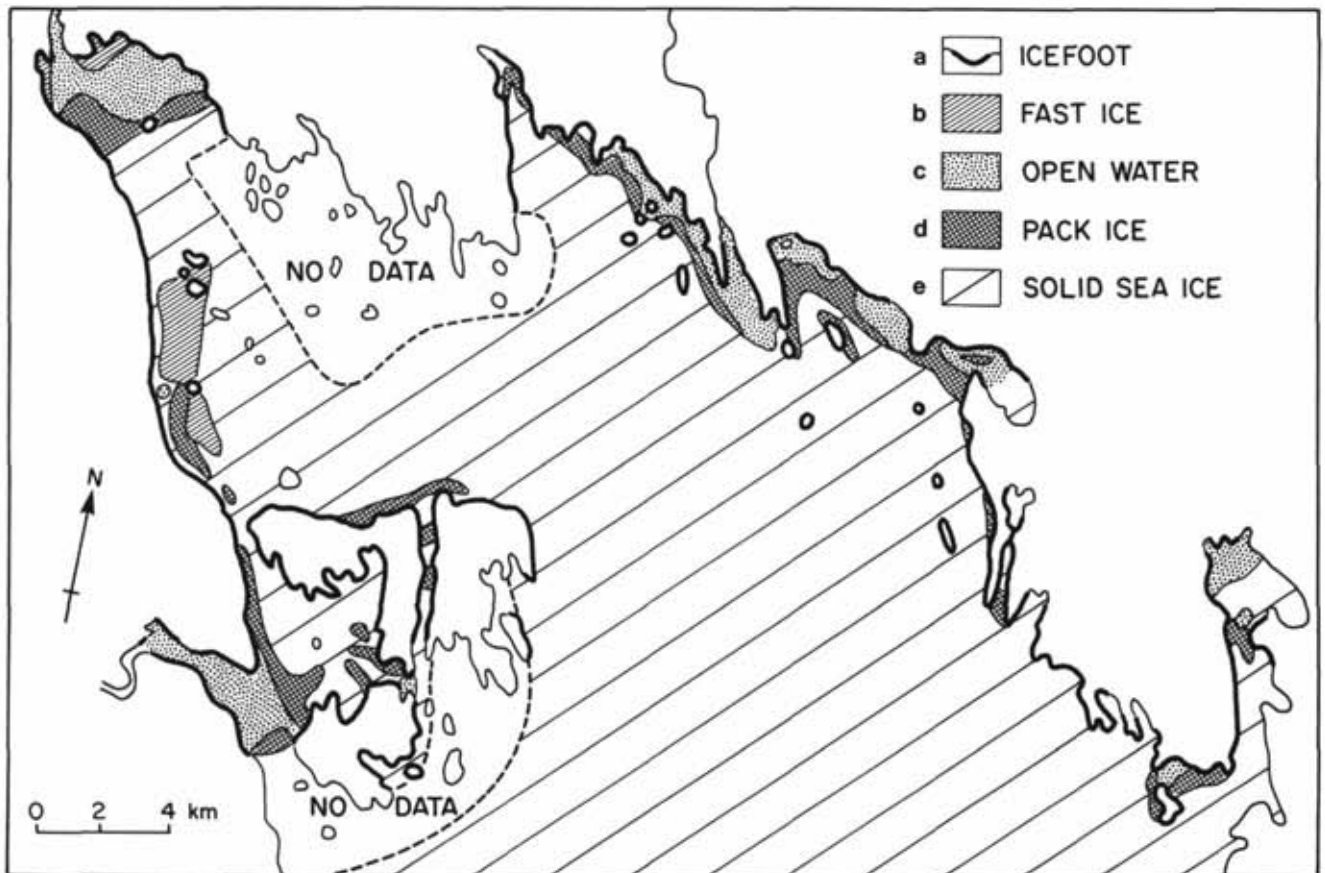 a ICEFOOT
b FAST ICE
c OPEN WATER
d PACK ICE
e SOLID SEA ICE
NO DATA
N
0 2 4 km
NO DATA